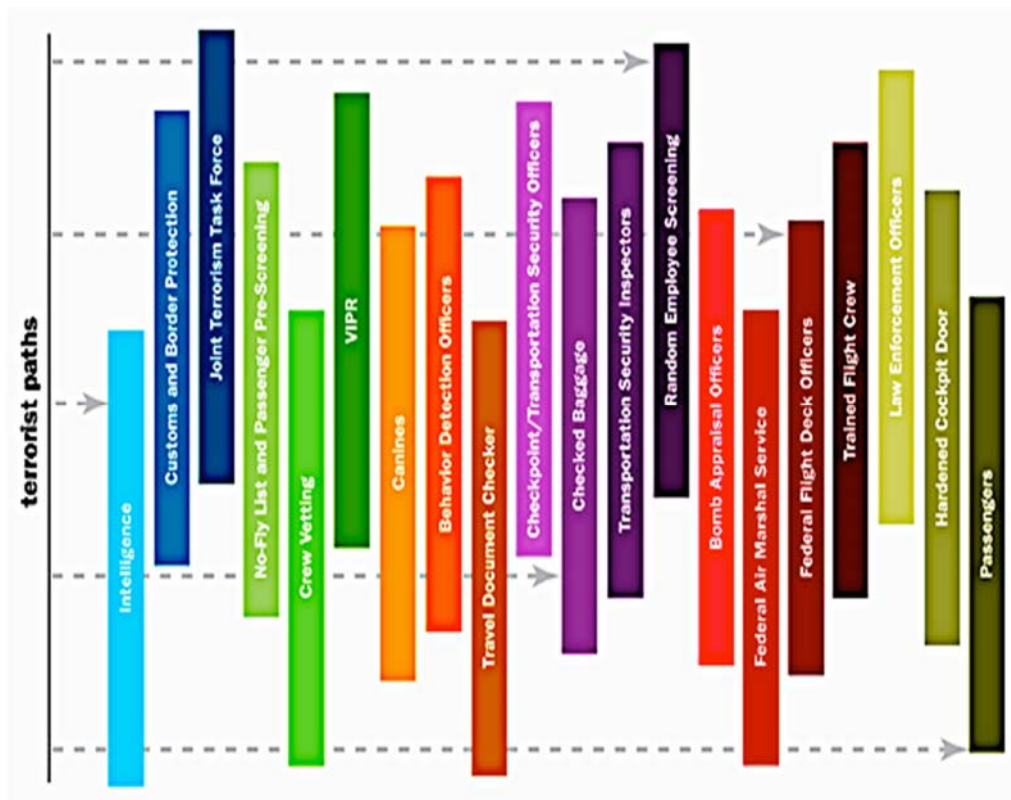 terrorist paths
Intelligence
Customs and Border Protection
Joint Terrorism Task Force
No-Fly List and Passenger Pre-Screening
Crew Vetting
VIPR
Canines
Behavior Detection Officers
Travel Document Checker
Checkpoint/Transportation Security Officers
Checked Baggage
Transportation Security Inspectors
Random Employee Screening
Bomb Appraisal Officers
Federal Air Marshal Service
Federal Flight Deck Officers
Trained Flight Crew
Law Enforcement Officers
Hardened Cockpit Door
Passengers